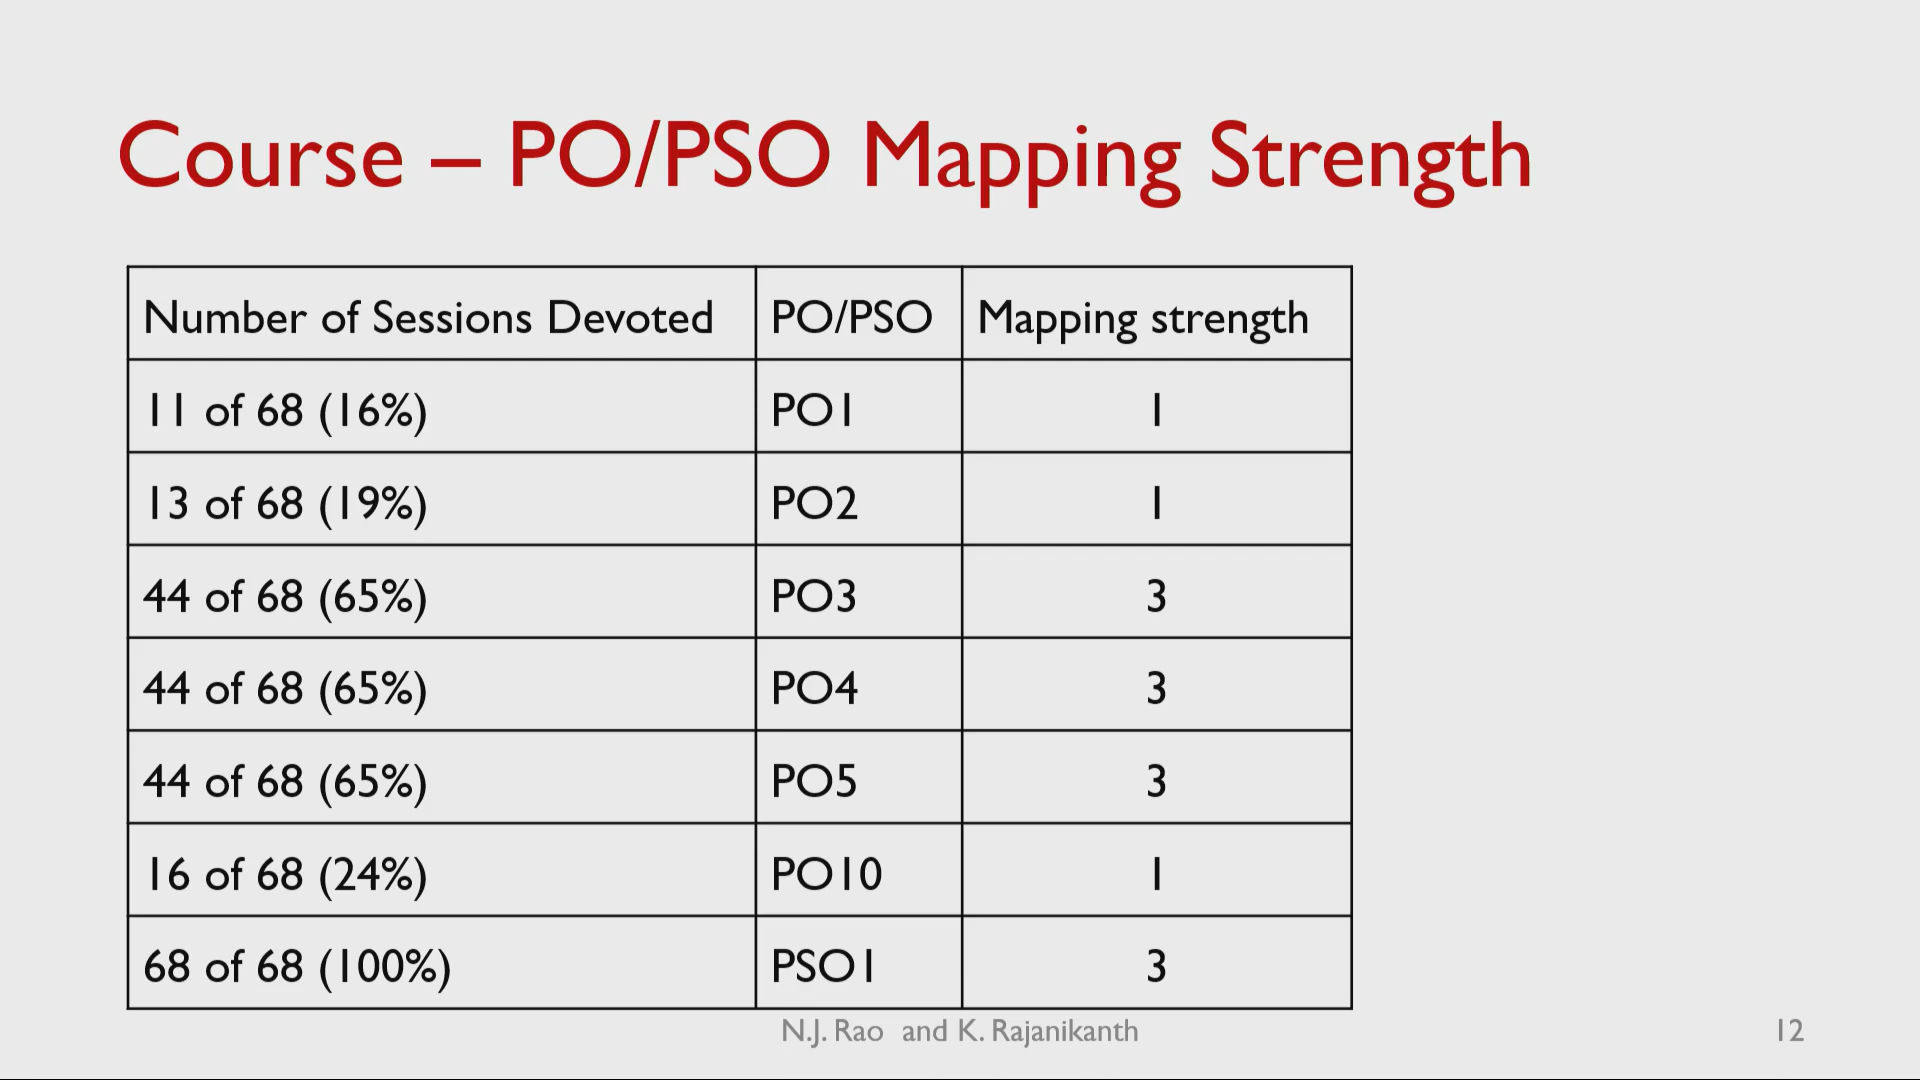 Course – PO/PSO Mapping Strength
Number of Sessions Devoted PO/PSO Mapping strength
11 of 68 (16%) PO1 1
13 of 68 (19%) PO2 1
44 of 68 (65%) PO3 3
44 of 68 (65%) PO4 3
44 of 68 (65%) PO5 3
16 of 68 (24%) PO10 1
68 of 68 (100%) PSO1 3
N.J. Rao and K. Rajanikanth 12